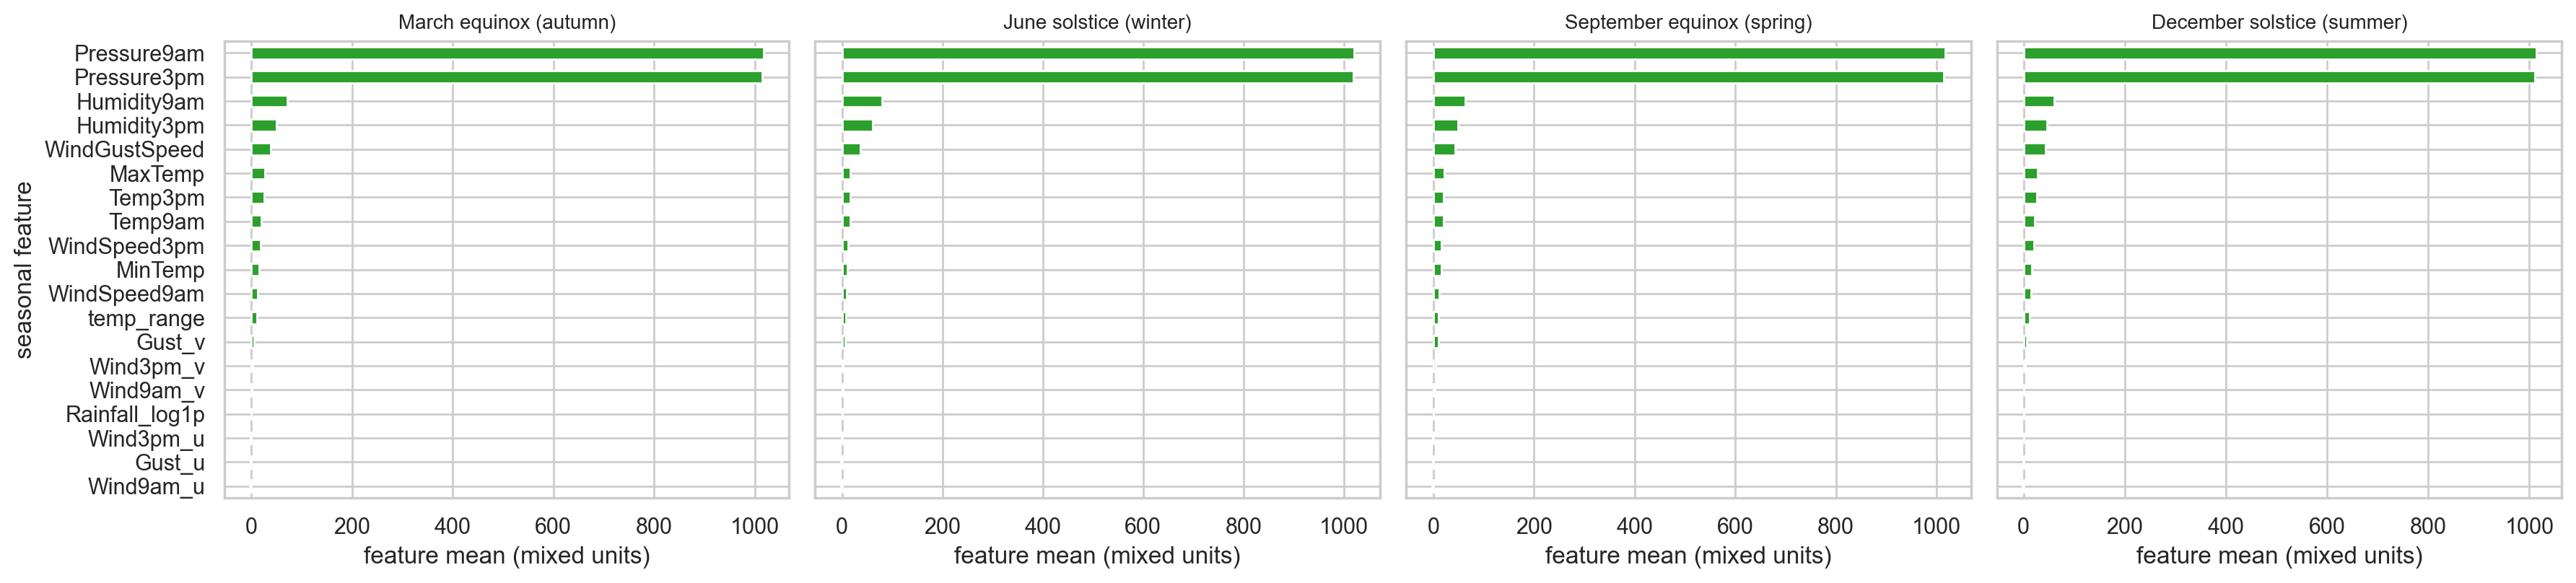 March equinox (autumn)
June solstice (winter)
September equinox (spring)
December solstice (summer)
seasonal feature
Pressure9am
Pressure3pm
Humidity9am
Humidity3pm
WindGustSpeed
MaxTemp
Temp3pm
Temp9am
WindSpeed3pm
MinTemp
WindSpeed9am
temp_range
Gust_v
Wind3pm_v
Wind9am_v
Rainfall_log1p
Wind3pm_u
Gust_u
Wind9am_u
0 200 400 600 800 1000
0 200 400 600 800 1000
0 200 400 600 800 1000
0 200 400 600 800 1000
feature mean (mixed units)
feature mean (mixed units)
feature mean (mixed units)
feature mean (mixed units)